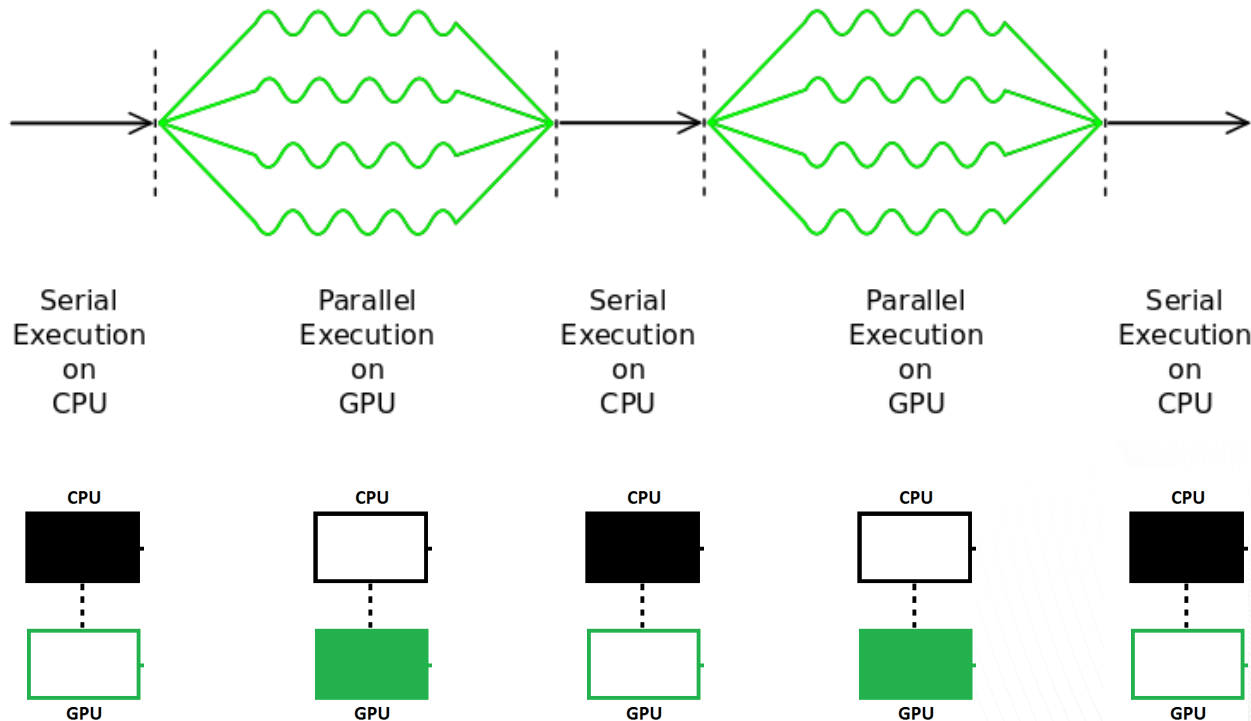 Serial
Execution
on
CPU
Parallel
Execution
on
GPU
Serial
Execution
on
CPU
Parallel
Execution
on
GPU
Serial
Execution
on
CPU
CPU
CPU
CPU
CPU
CPU
GPU
GPU
GPU
GPU
GPU